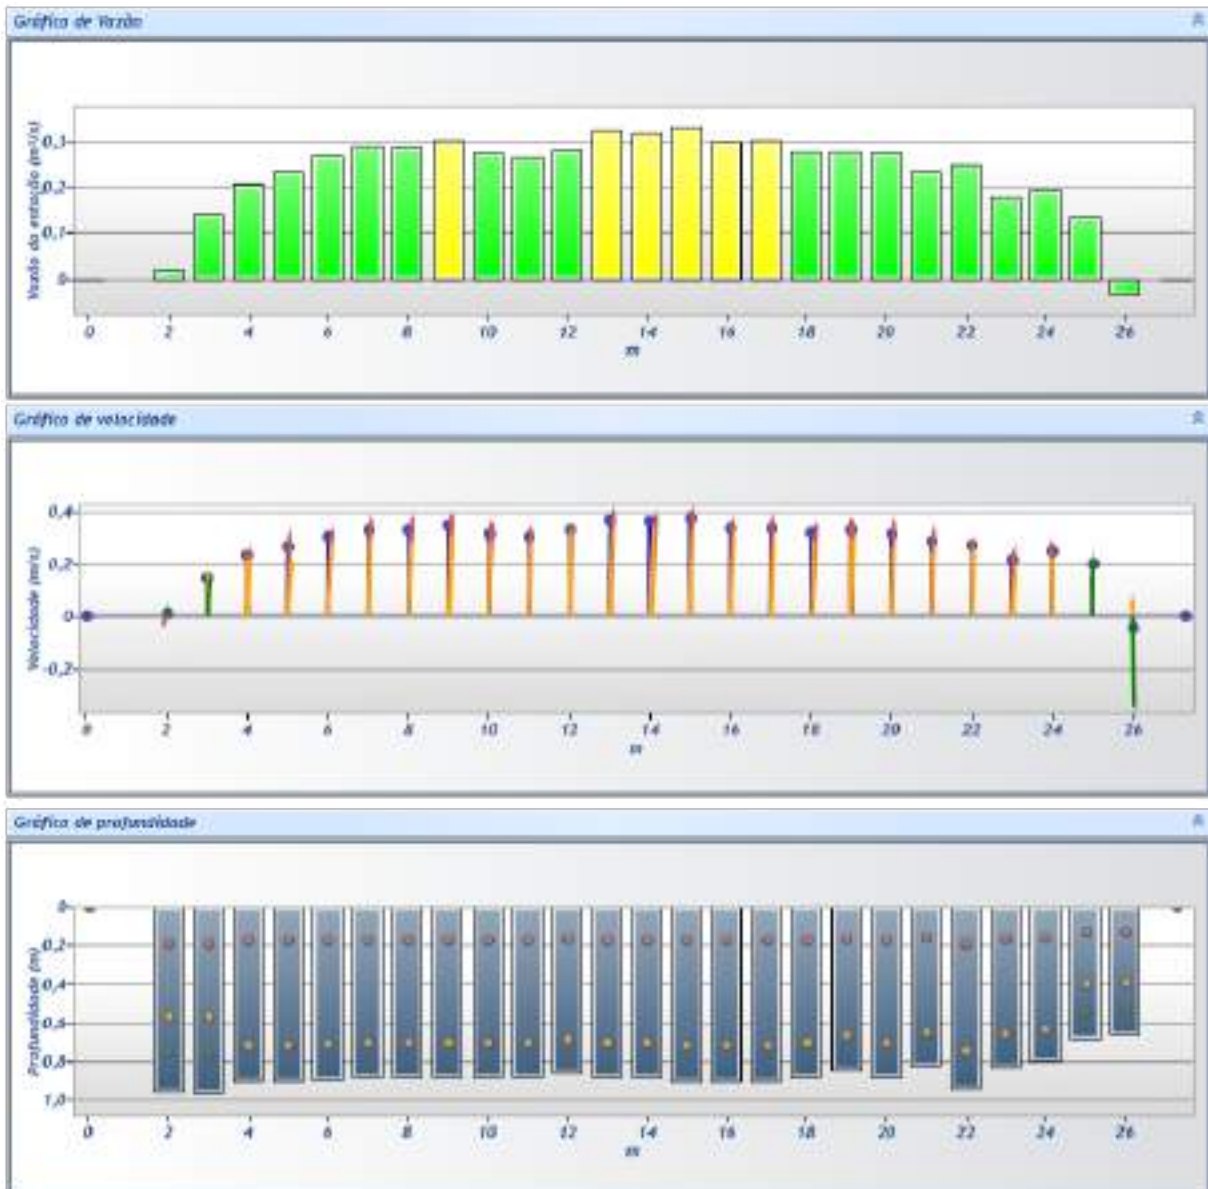 Gráfico de Vazão
Vazão da estação (m³/s)
0,3
0,2
0,1
0
0 2 4 6 8 10 12 14 16 18 20 22 24 26
m
Gráfico de velocidade
Velocidade (m/s)
0,4
0,2
0
-0,2
0 2 4 6 8 10 12 14 16 18 20 22 24 26
m
Gráfico de profundidade
Profundidade (m)
0
0,2
0,4
0,6
0,8
1,0
0 2 4 6 8 10 12 14 16 18 20 22 24 26
m